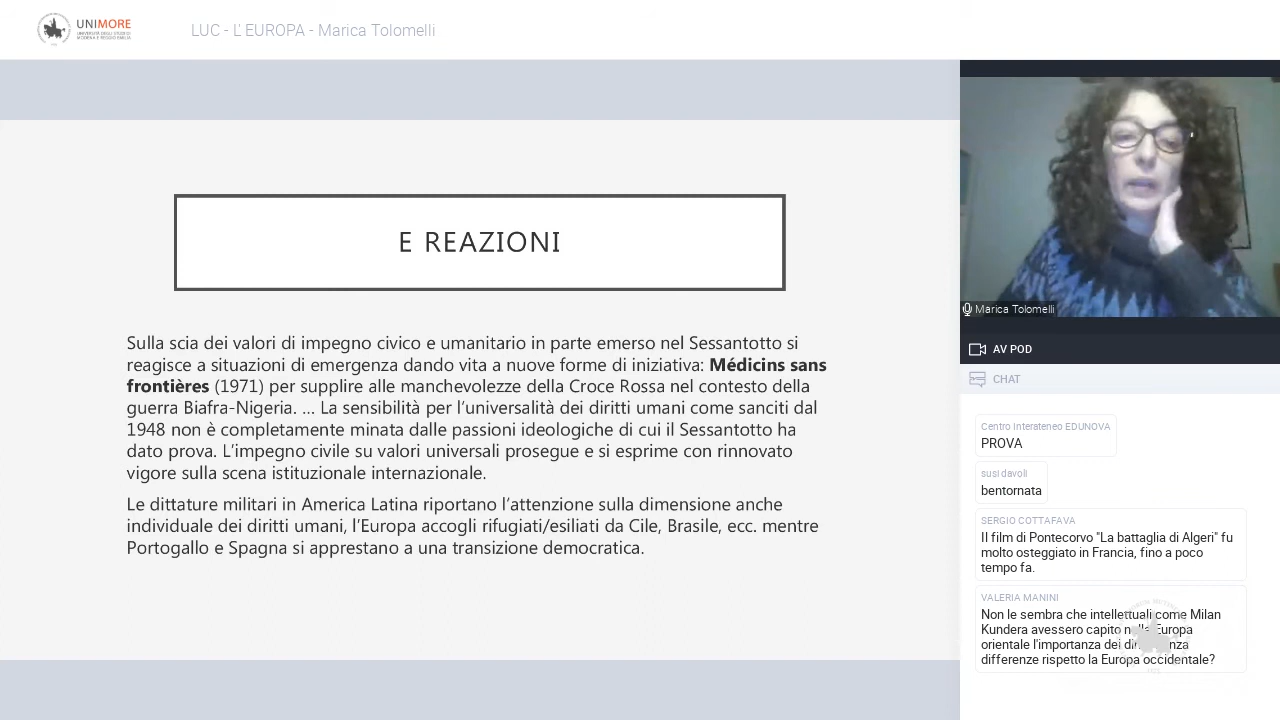 UNIMORE
UNIVERSITÀ DEGLI STUDI DI
MODENA E REGGIO EMILIA
LUC - L' EUROPA - Marica Tolomelli
E REAZIONI
Sulla scia dei valori di impegno civico e umanitario in parte emerso nel Sessantotto si
reagisce a situazioni di emergenza dando vita a nuove forme di iniziativa: Médicins sans
frontières (1971) per supplire alle manchevolezze della Croce Rossa nel contesto della
guerra Biafra-Nigeria. … La sensibilità per l'universalità dei diritti umani come sanciti dal
1948 non è completamente minata dalle passioni ideologiche di cui il Sessantotto ha
dato prova. L'impegno civile su valori universali prosegue e si esprime con rinnovato
vigore sulla scena istituzionale internazionale.
Le dittature militari in America Latina riportano l'attenzione sulla dimensione anche
individuale dei diritti umani, l'Europa accogli rifugiati/esiliati da Cile, Brasile, ecc. mentre
Portogallo e Spagna si apprestano a una transizione democratica.
Marica Tolomelli
AV POD
CHAT
Centro Interateneo EDUNOVA
PROVA
susi davoli
bentornata
SERGIO COTTAFAVA
Il film di Pontecorvo "La battaglia di Algeri" fu
molto osteggiato in Francia, fino a poco
tempo fa.
VALERIA MANINI
Non le sembra che intellettuali come Milan
Kundera avessero capito nella Europa
orientale l'importanza dei
differenze rispetto la Europa occidentale?